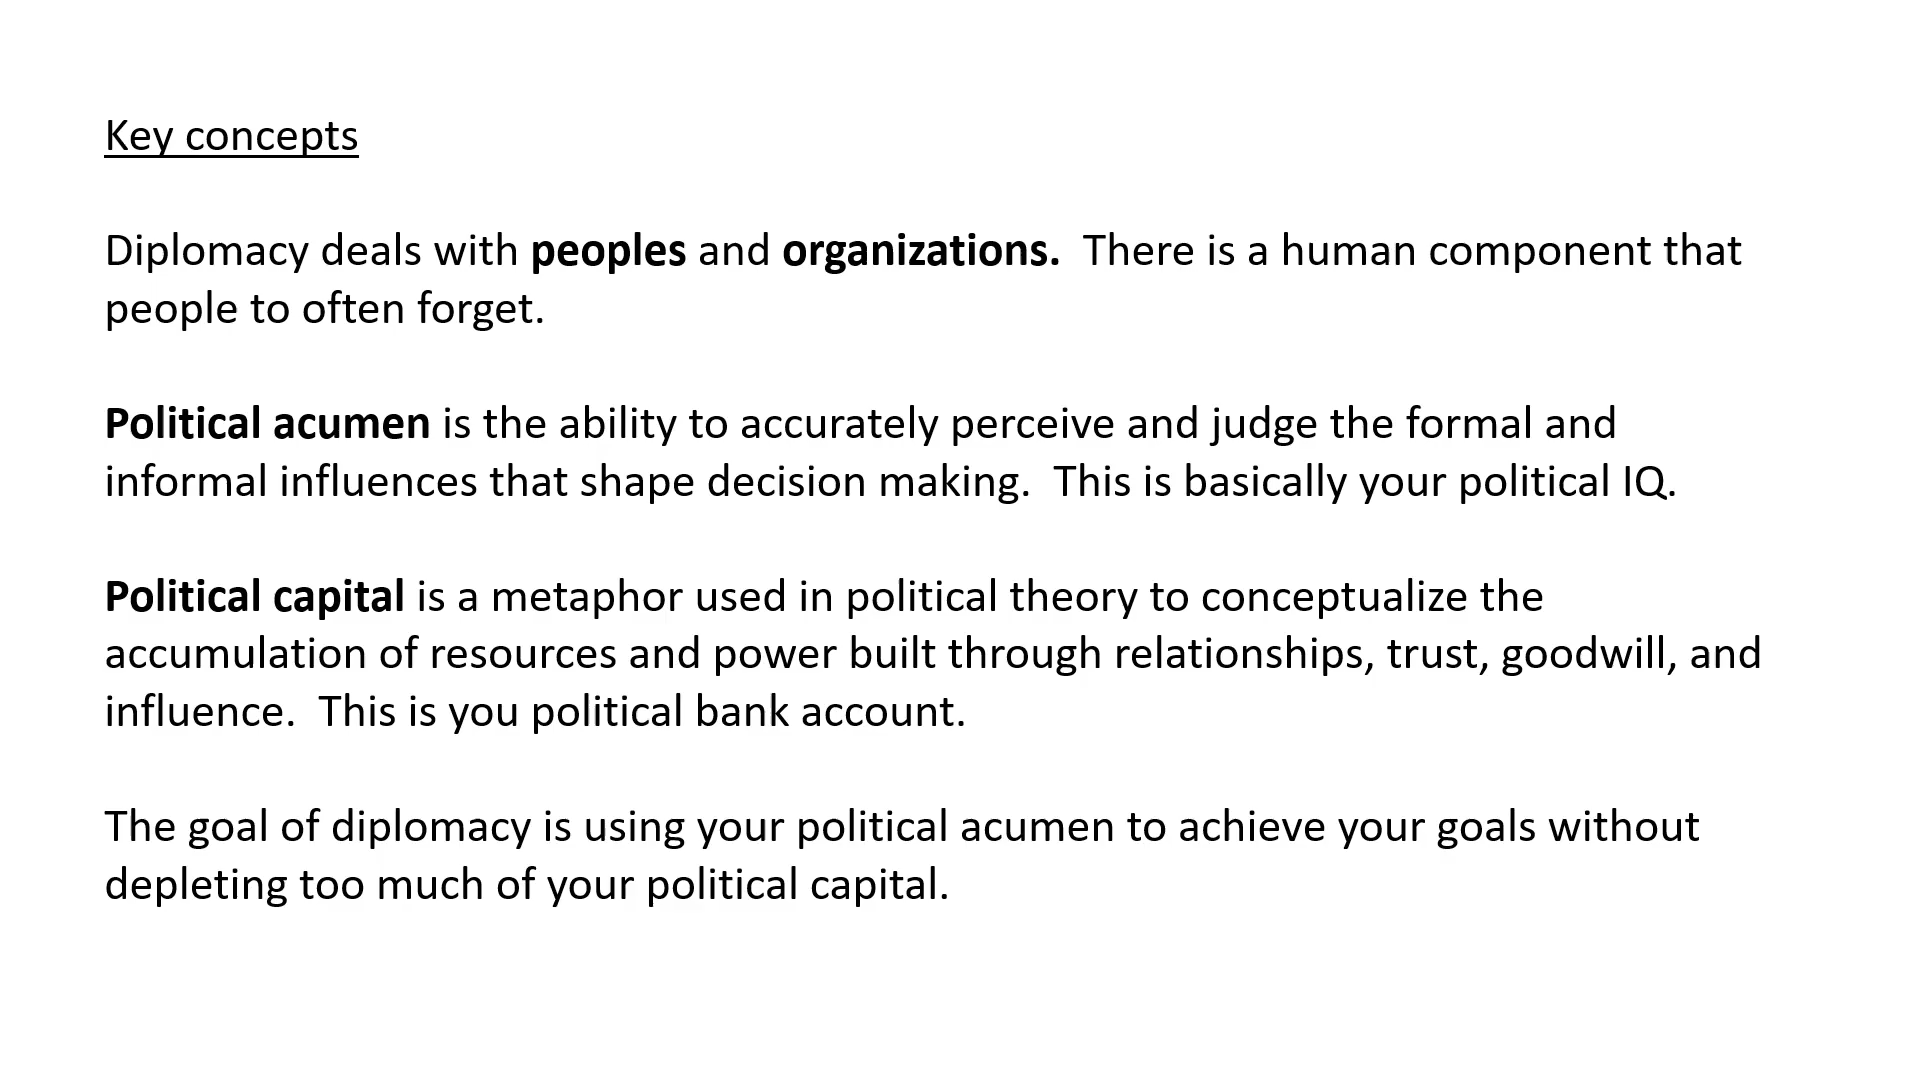 Key concepts
Diplomacy deals with peoples and organizations.  There is a human component that
people to often forget.
Political acumen is the ability to accurately perceive and judge the formal and
informal influences that shape decision making.  This is basically your political IQ.
Political capital is a metaphor used in political theory to conceptualize the
accumulation of resources and power built through relationships, trust, goodwill, and
influence.  This is you political bank account.
The goal of diplomacy is using your political acumen to achieve your goals without
depleting too much of your political capital.